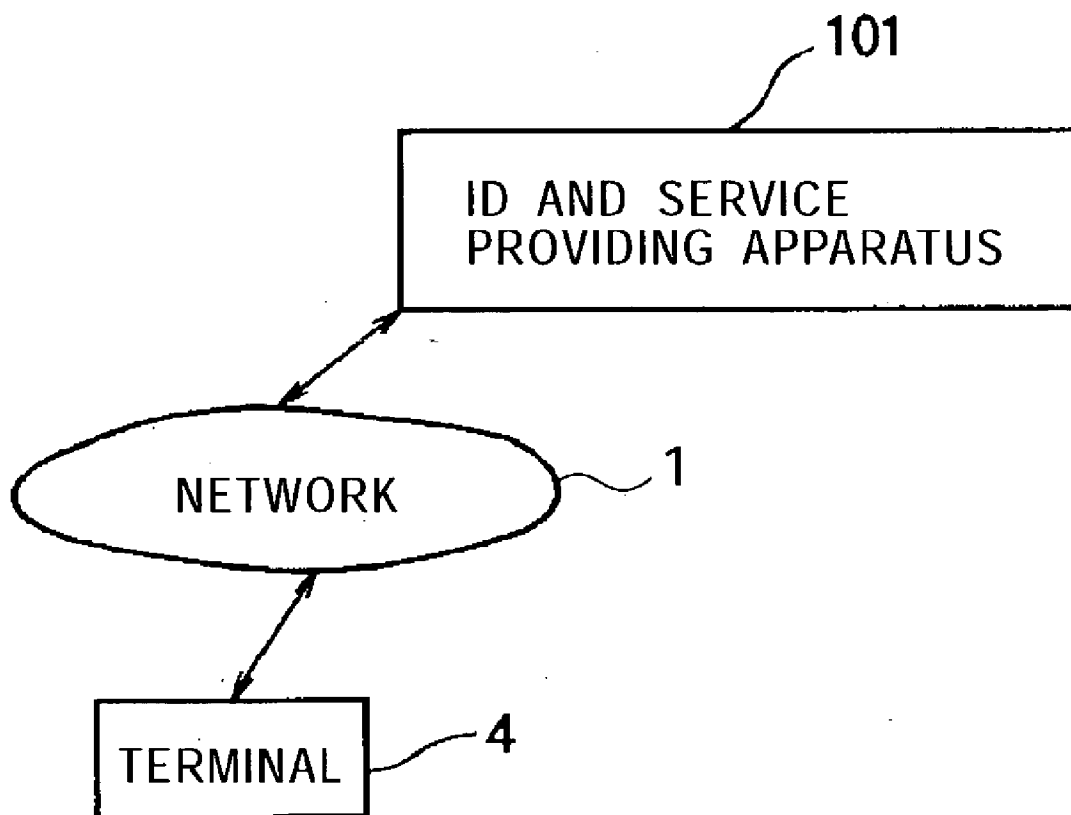 101
ID AND SERVICE
PROVIDING APPARATUS
NETWORK
1
TERMINAL
4